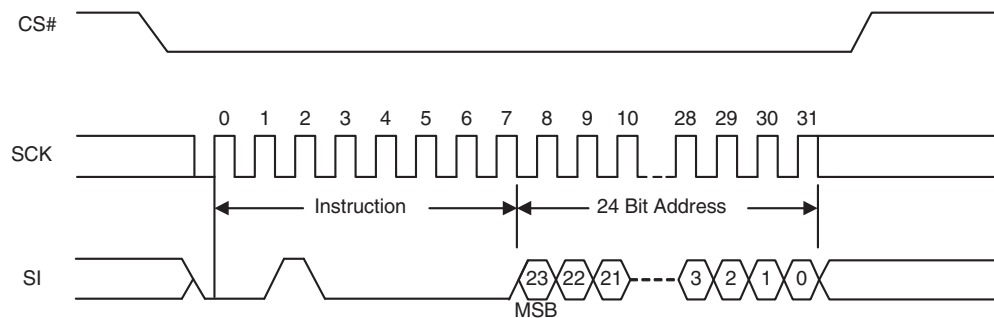 CS#
0 1 2 3 4 5 6 7 8 9 10 28 29 30 31
SCK
Instruction 24 Bit Address
SI 23 22 21 3 2 1 0
MSB